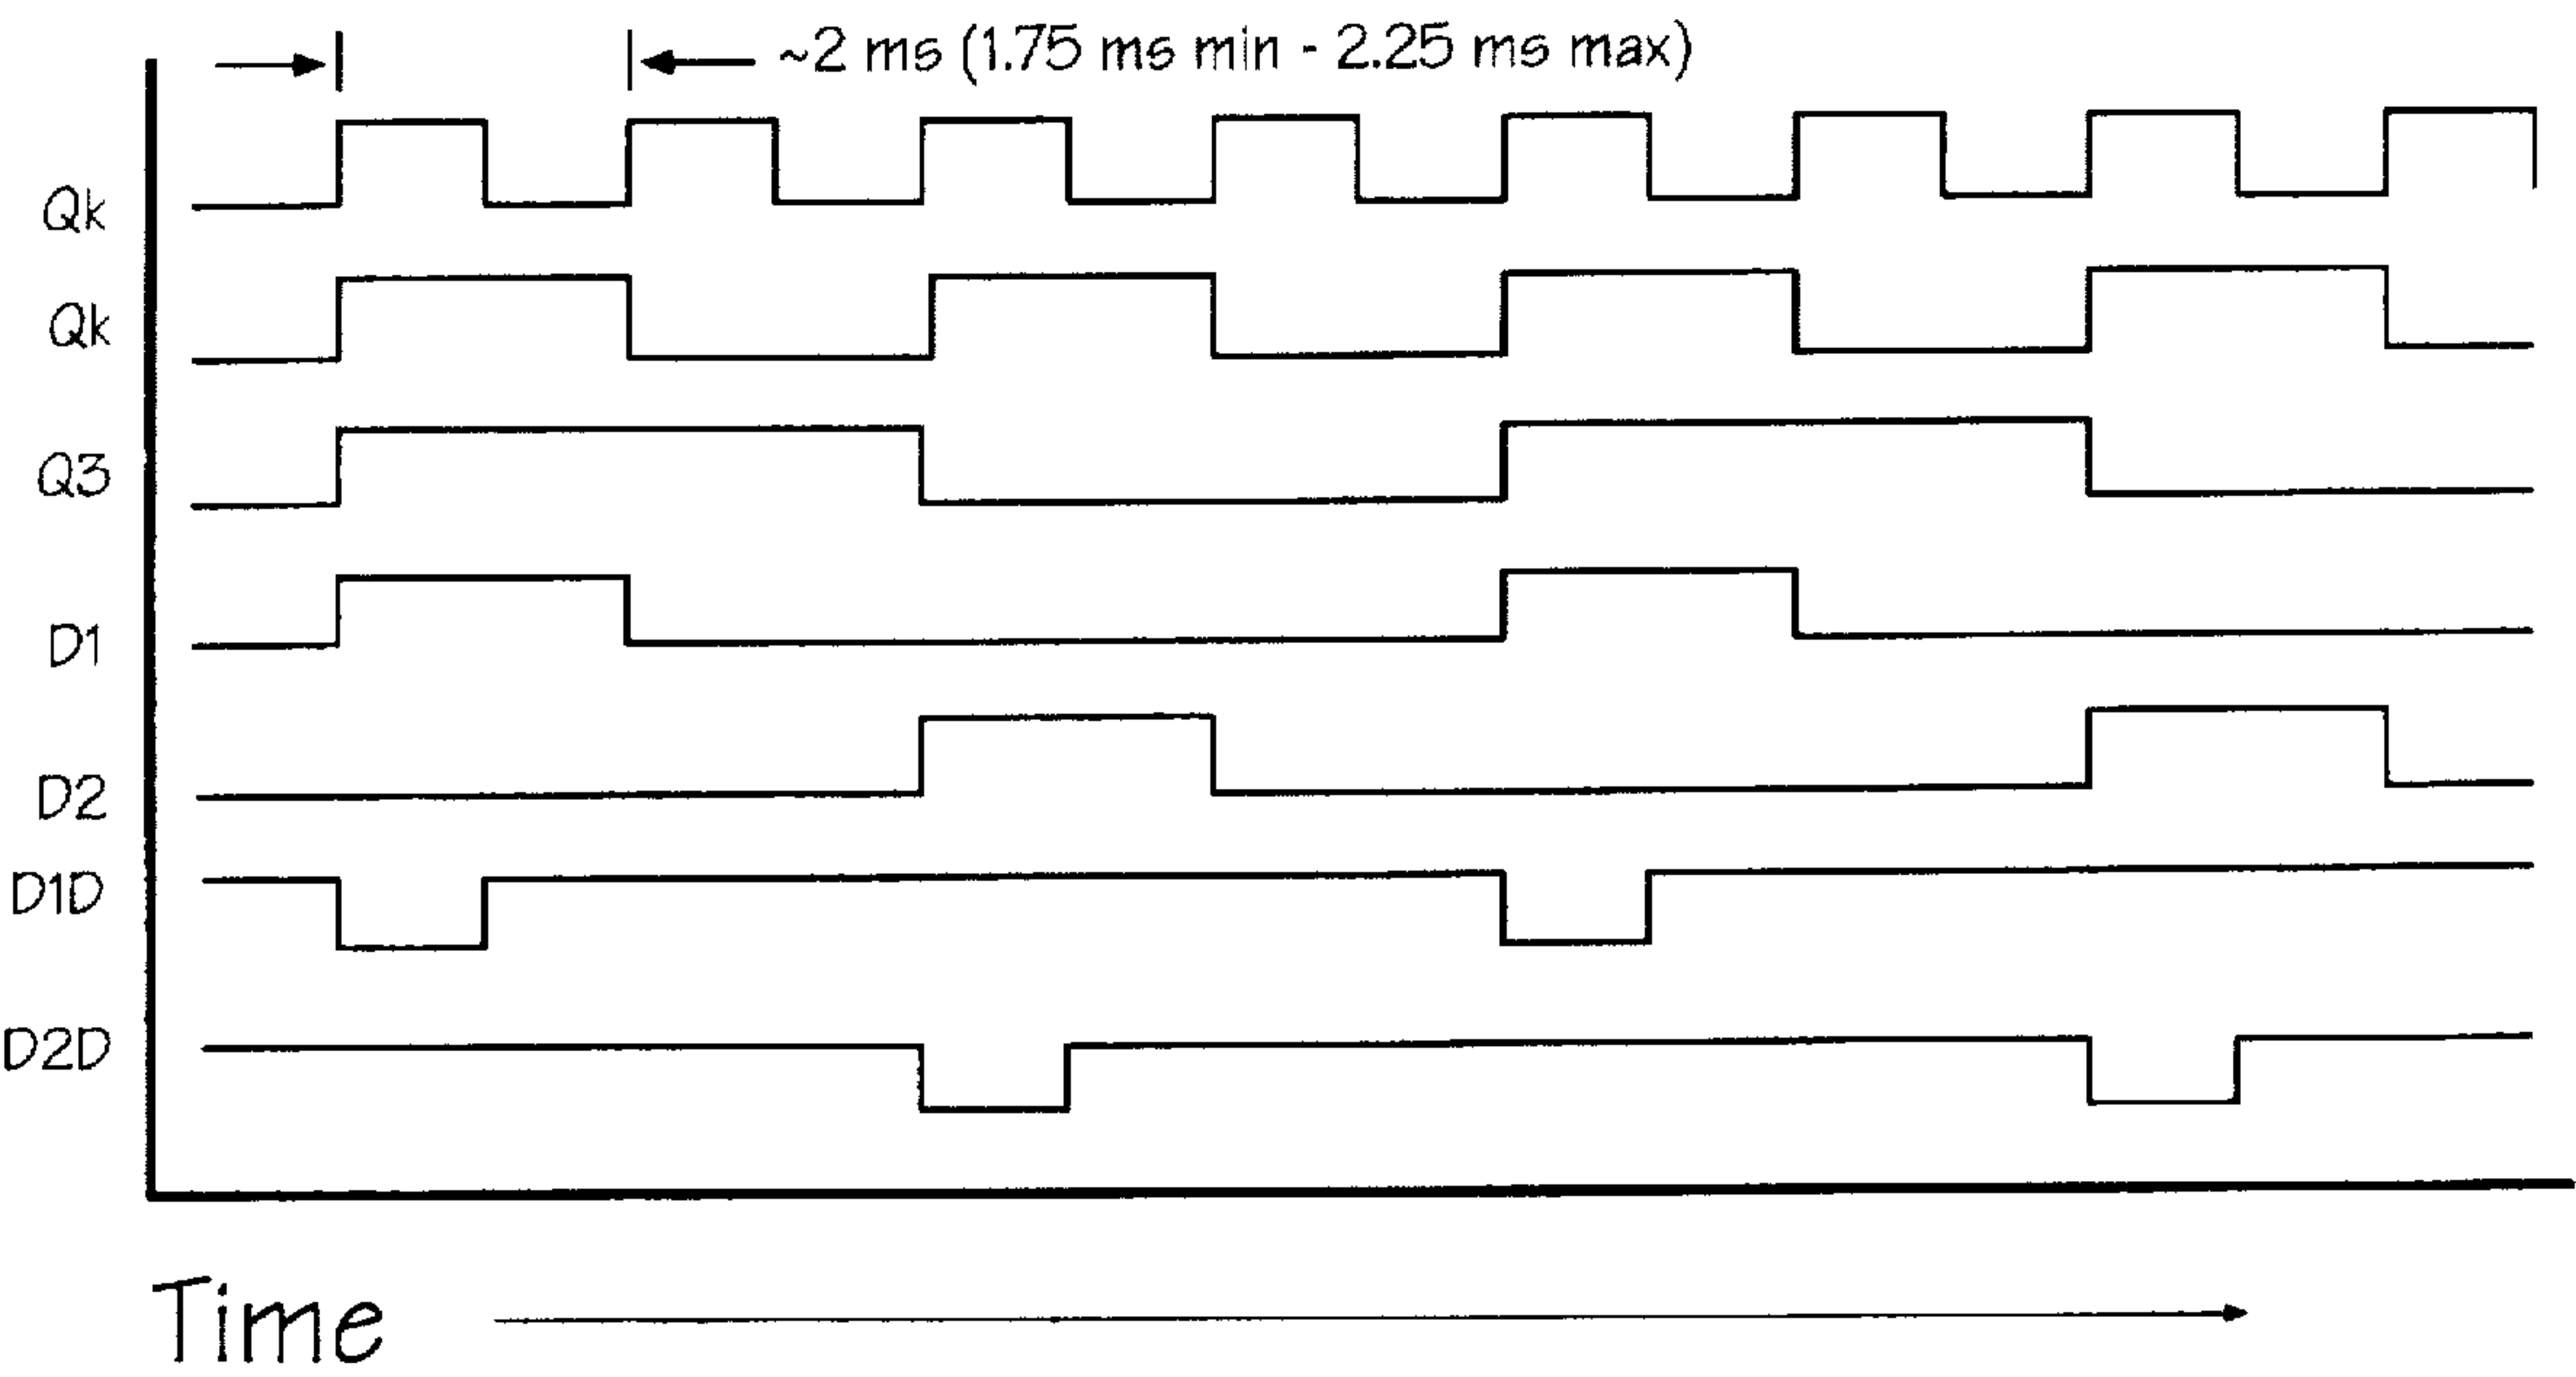 ~2 ms (1.75 ms min - 2.25 ms max)
Qk
Qk
Q3
D1
D2
D1D
D2D
Time